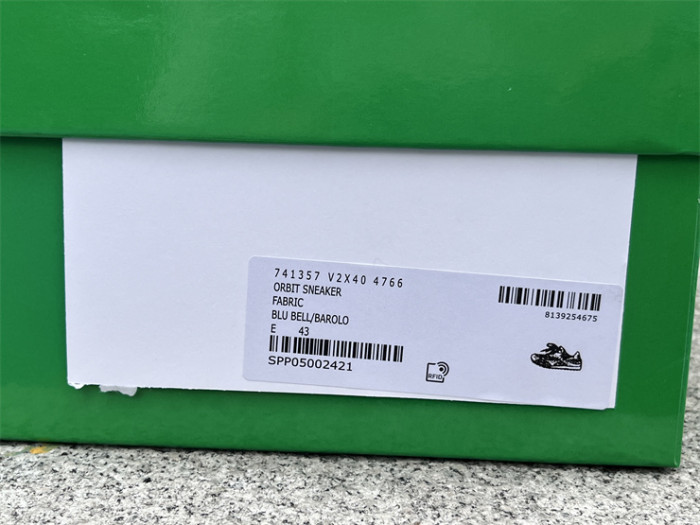 741357 V2X40 4766
ORBIT SNEAKER
FABRIC
BLU BELL/BAROLO
E 43
SPP05002421
8139254675
RFID